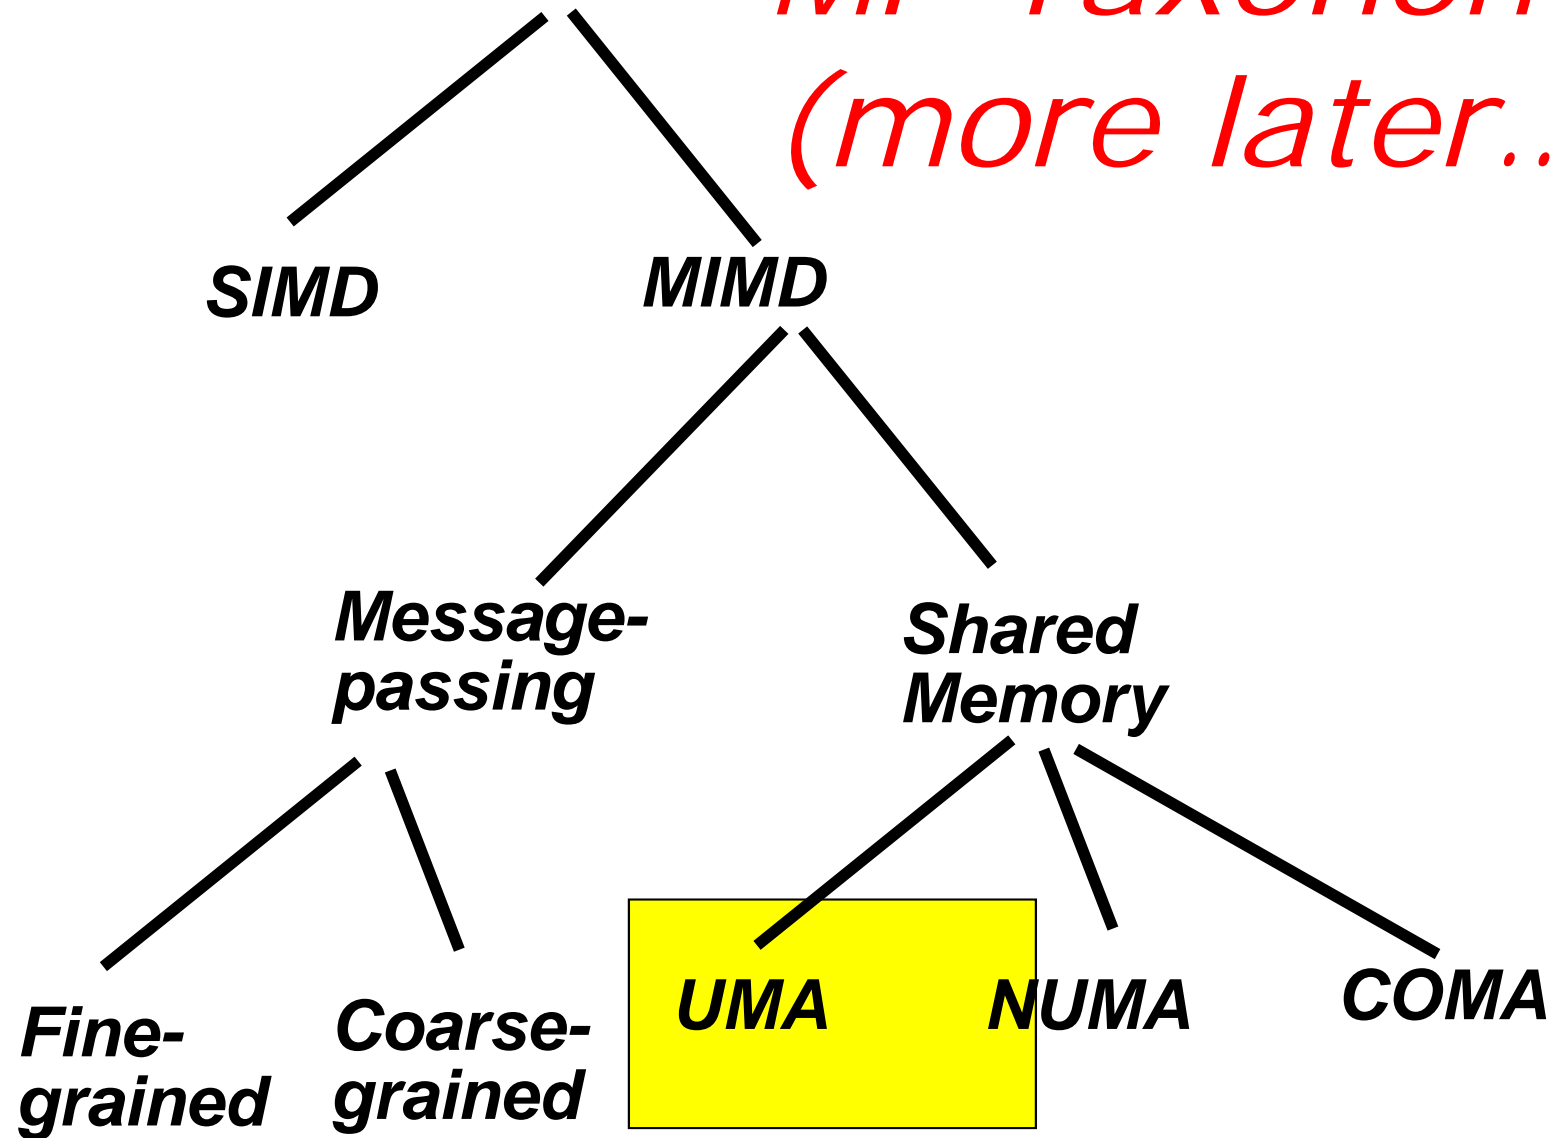 (more later..
SIMD
MIMD
Message-
passing
Shared
Memory
Fine-
grained
Coarse-
grained
UMA
NUMA
COMA